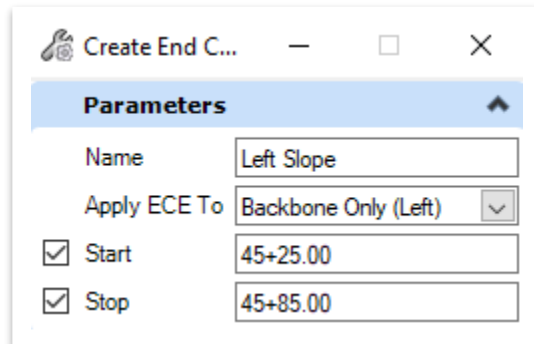 Create End C...
Parameters
Name Left Slope
Apply ECE To Backbone Only (Left)
Start 45+25.00
Stop 45+85.00